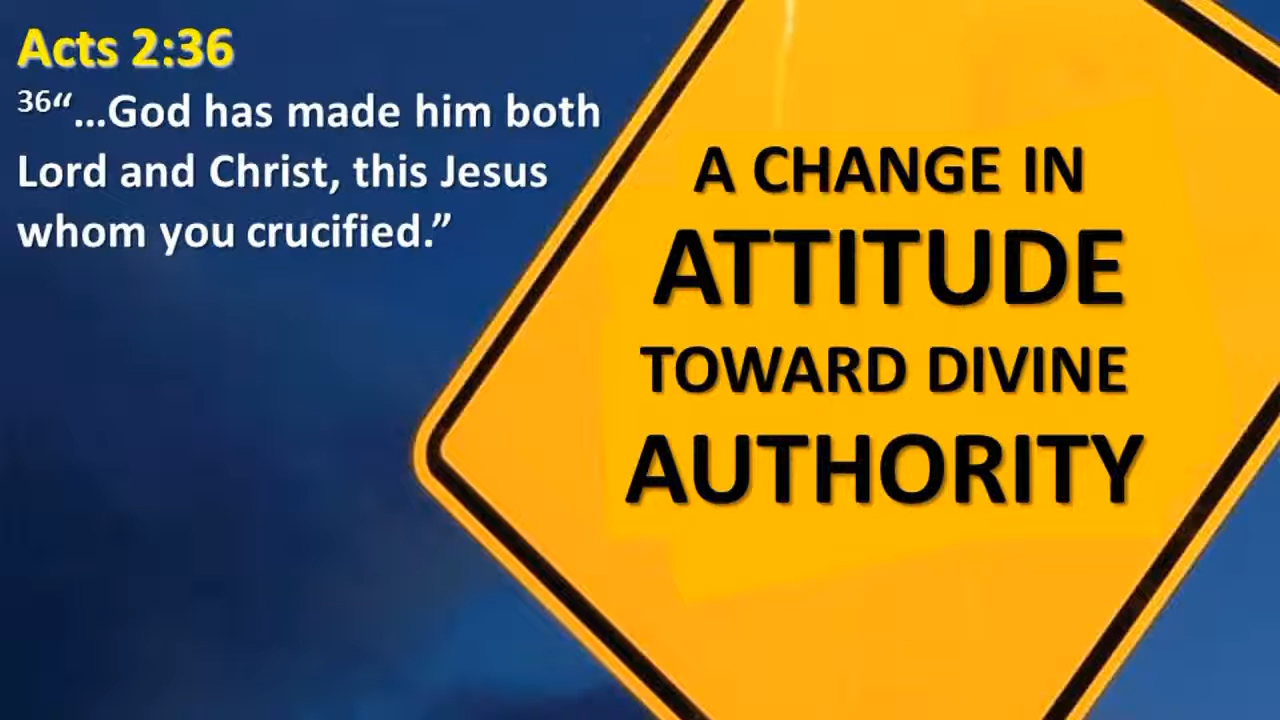 Acts 2:36
36“...God has made him both
Lord and Christ, this Jesus
whom you crucified.”
A CHANGE IN
ATTITUDE
TOWARD DIVINE
AUTHORITY